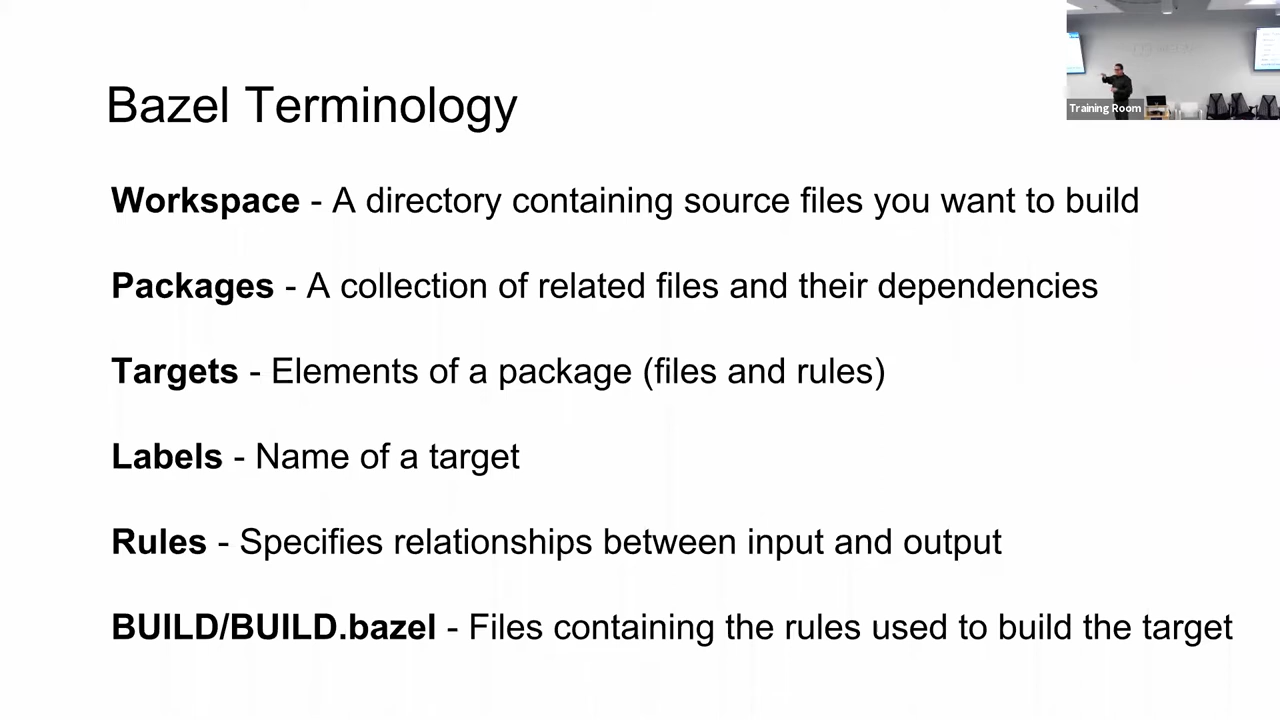 Bazel Terminology
Training Room
Workspace - A directory containing source files you want to build
Packages - A collection of related files and their dependencies
Targets - Elements of a package (files and rules)
Labels - Name of a target
Rules - Specifies relationships between input and output
BUILD/BUILD.bazel - Files containing the rules used to build the target